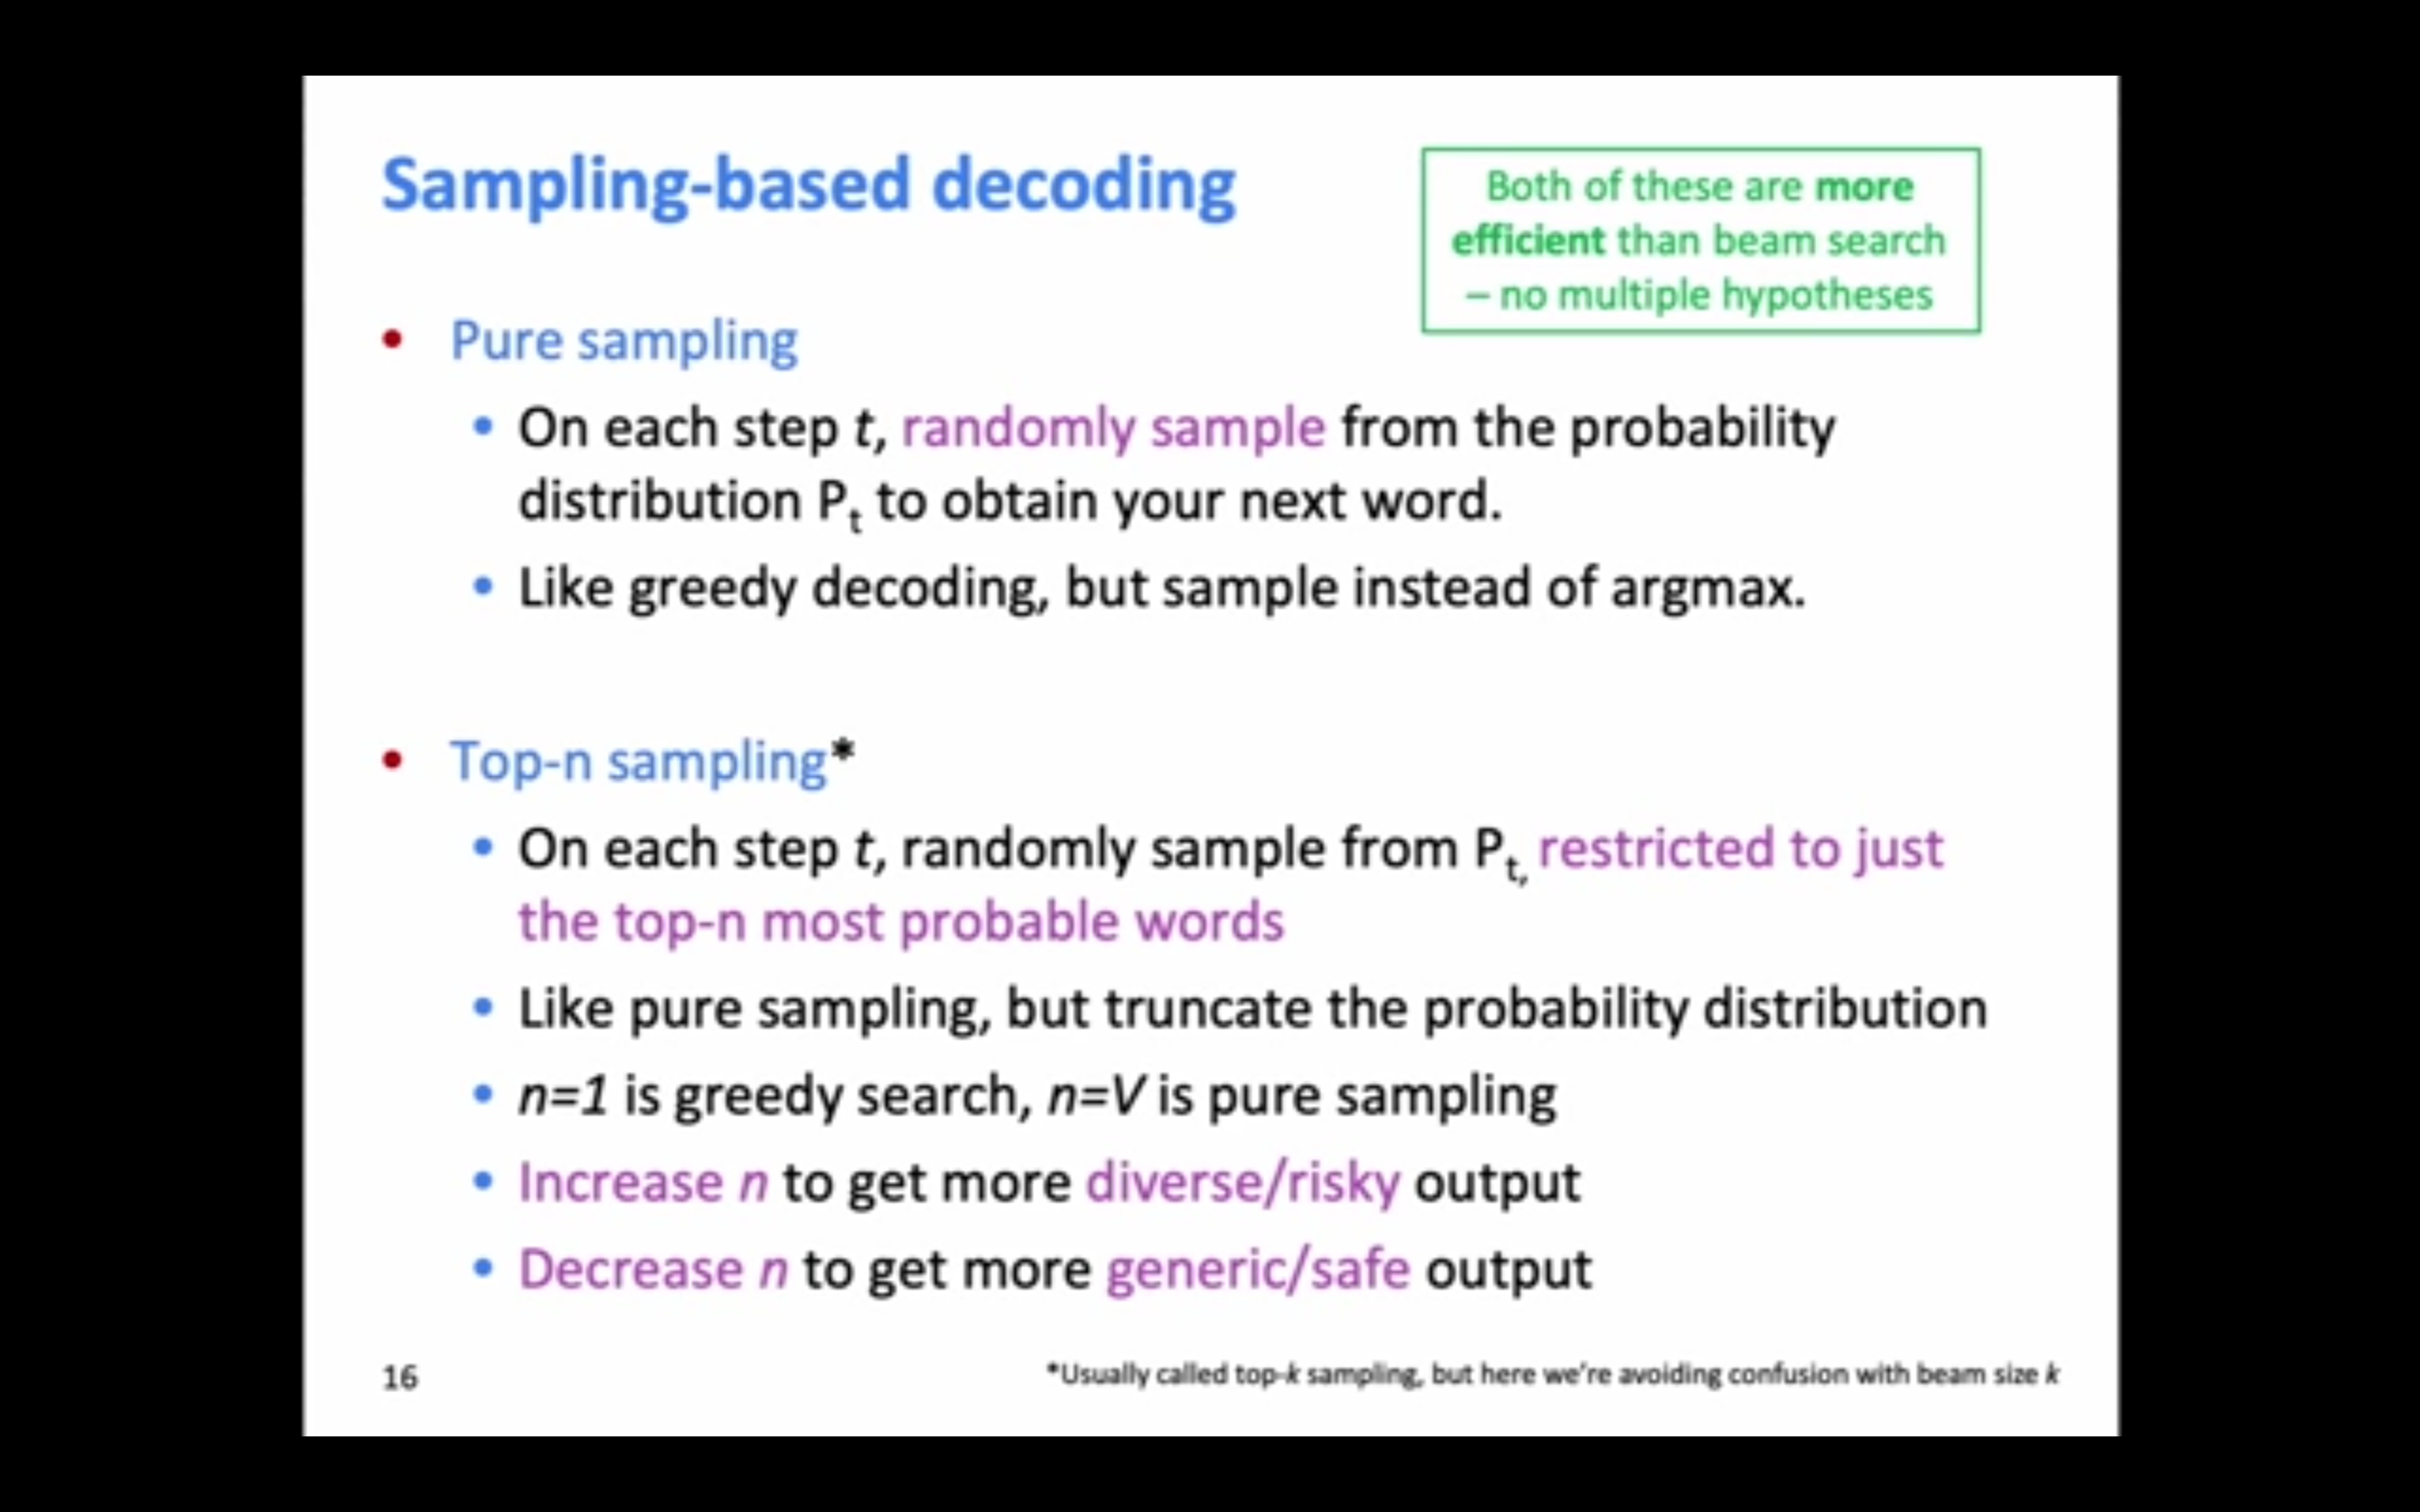 Sampling-based decoding
Both of these are more
efficient than beam search
– no multiple hypotheses
• Pure sampling
• On each step t, randomly sample from the probability
distribution Pt to obtain your next word.
• Like greedy decoding, but sample instead of argmax.
• Top-n sampling*
• On each step t, randomly sample from Pt, restricted to just
the top-n most probable words
• Like pure sampling, but truncate the probability distribution
• n=1 is greedy search, n=V is pure sampling
• Increase n to get more diverse/risky output
• Decrease n to get more generic/safe output
16
*Usually called top-k sampling, but here we're avoiding confusion with beam size k